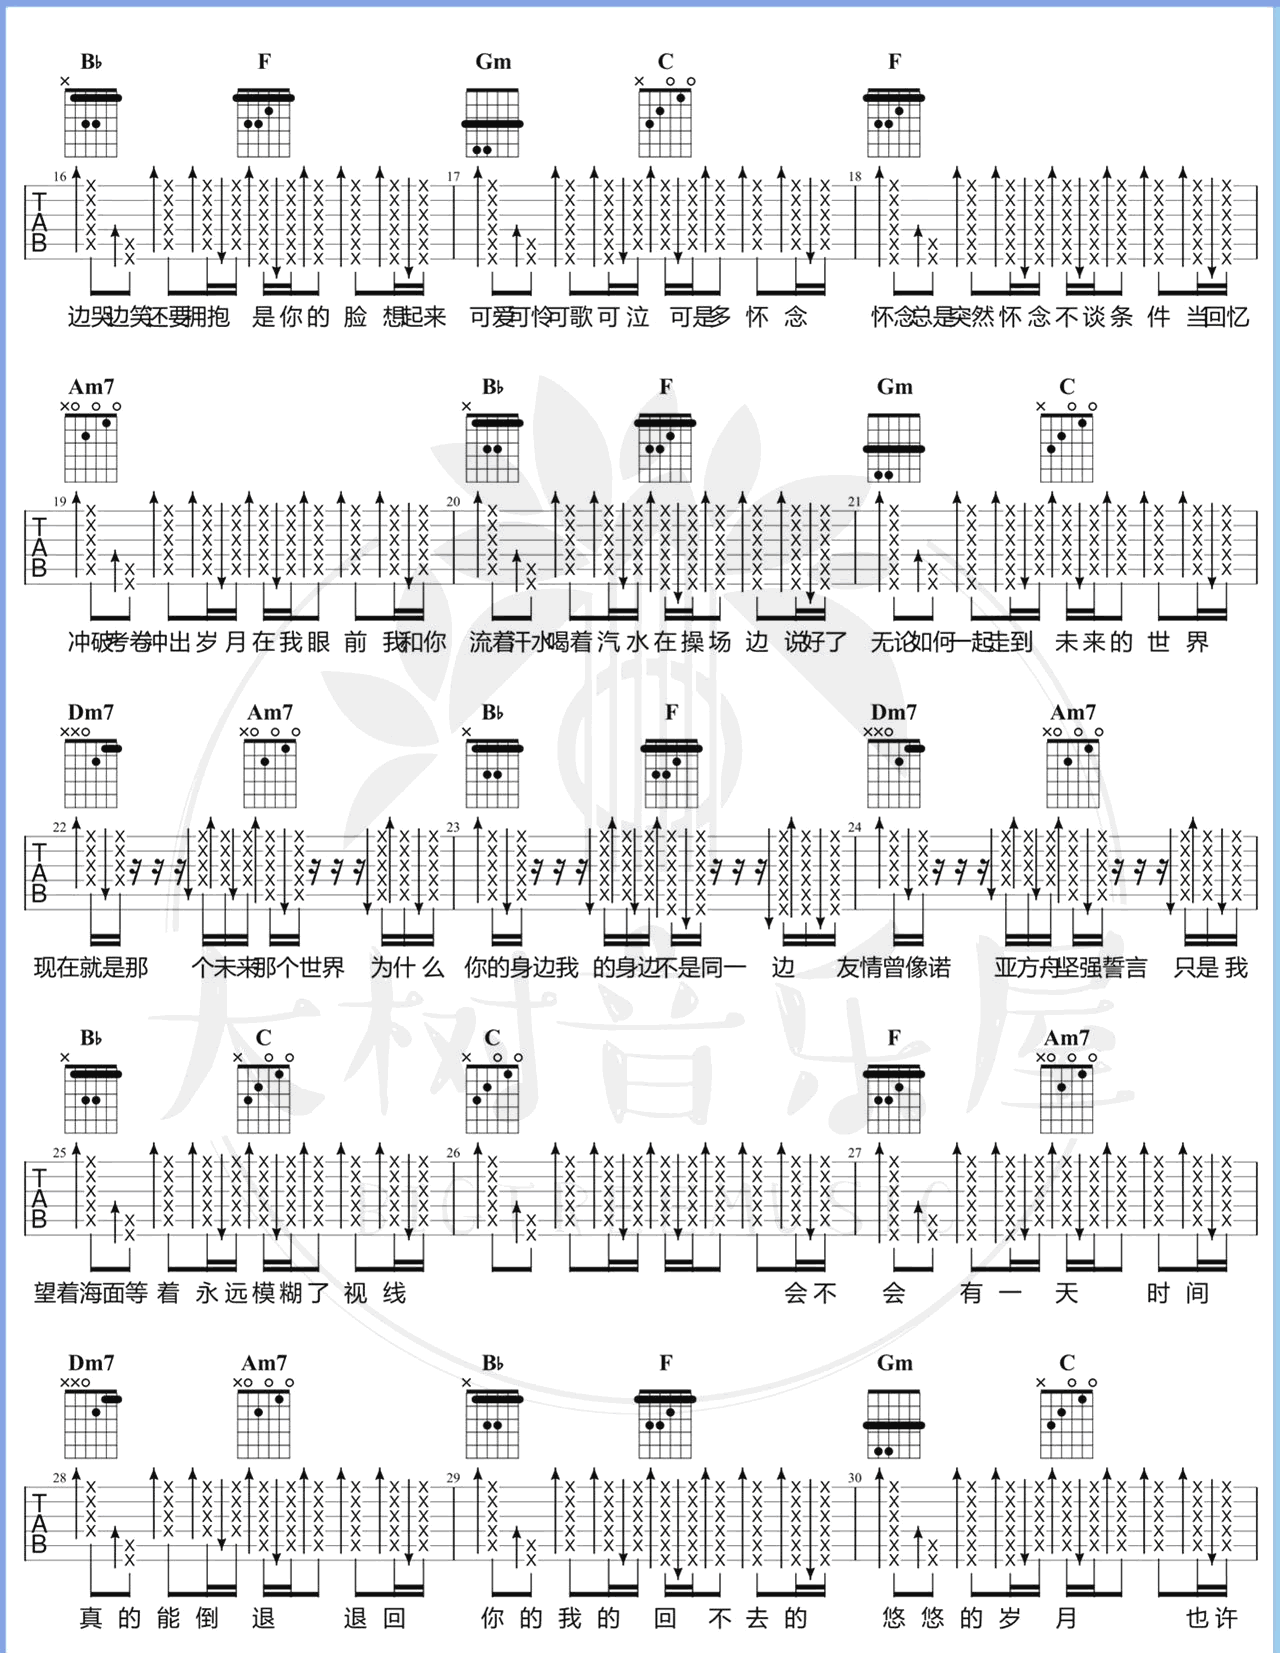 B♭ F Gm C F
16 17 18
T A B
边哭边笑还要拥抱 是你的 脸 想起来 可爱可怜可歌可 泣 可是多 怀 念 怀念总是突然怀 念不谈条 件 当回忆
Am7 B♭ F Gm C
19 20 21
T A B
冲破考卷冲出岁 月在我眼 前 我和你 流着汗水喝着汽 水在操场 边 说好了 无论如何一起走到 未来的 世 界
Dm7 Am7 B♭ F Dm7 Am7
22 23 24
T A B
现在就是那 个未来那个世界 为什么 你的身边我 的身边不是同一 边 友情曾像诺 亚方舟坚强誓言 只是我
大树音乐屋
B♭ C C F Am7
25 26 27
T A B
BIGTREEMUSIC
望着海面等 着 永远模糊了 视 线 会不 会 有 一 天 时 间
Dm7 Am7 B♭ F Gm C
28 29 30
T A B
真 的 能 倒 退 退 回 你 的 我 的 回 不 去 的 悠 悠 的 岁 月 也许